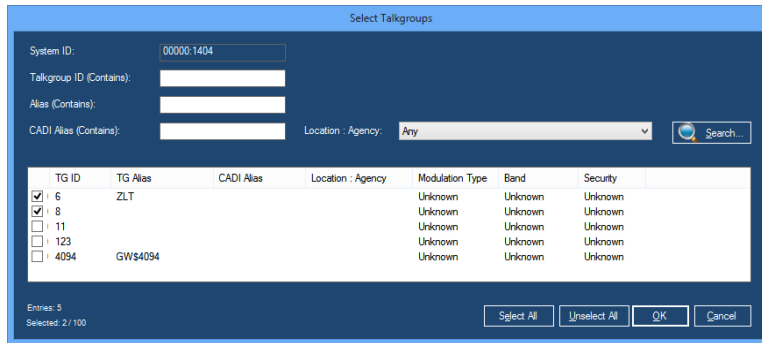 Select Talkgroups
System ID: 00000:1404
Talkgroup ID (Contains):
Alias (Contains):
CADI Alias (Contains): Location : Agency: Any Search...
TG ID TG Alias CADI Alias Location : Agency Modulation Type Band Security
6 ZLT Unknown Unknown Unknown
8 Unknown Unknown Unknown
11 Unknown Unknown Unknown
123 Unknown Unknown Unknown
4094 GW$4094 Unknown Unknown Unknown
Entries: 5
Selected: 2 / 100
Select All Unselect All OK Cancel